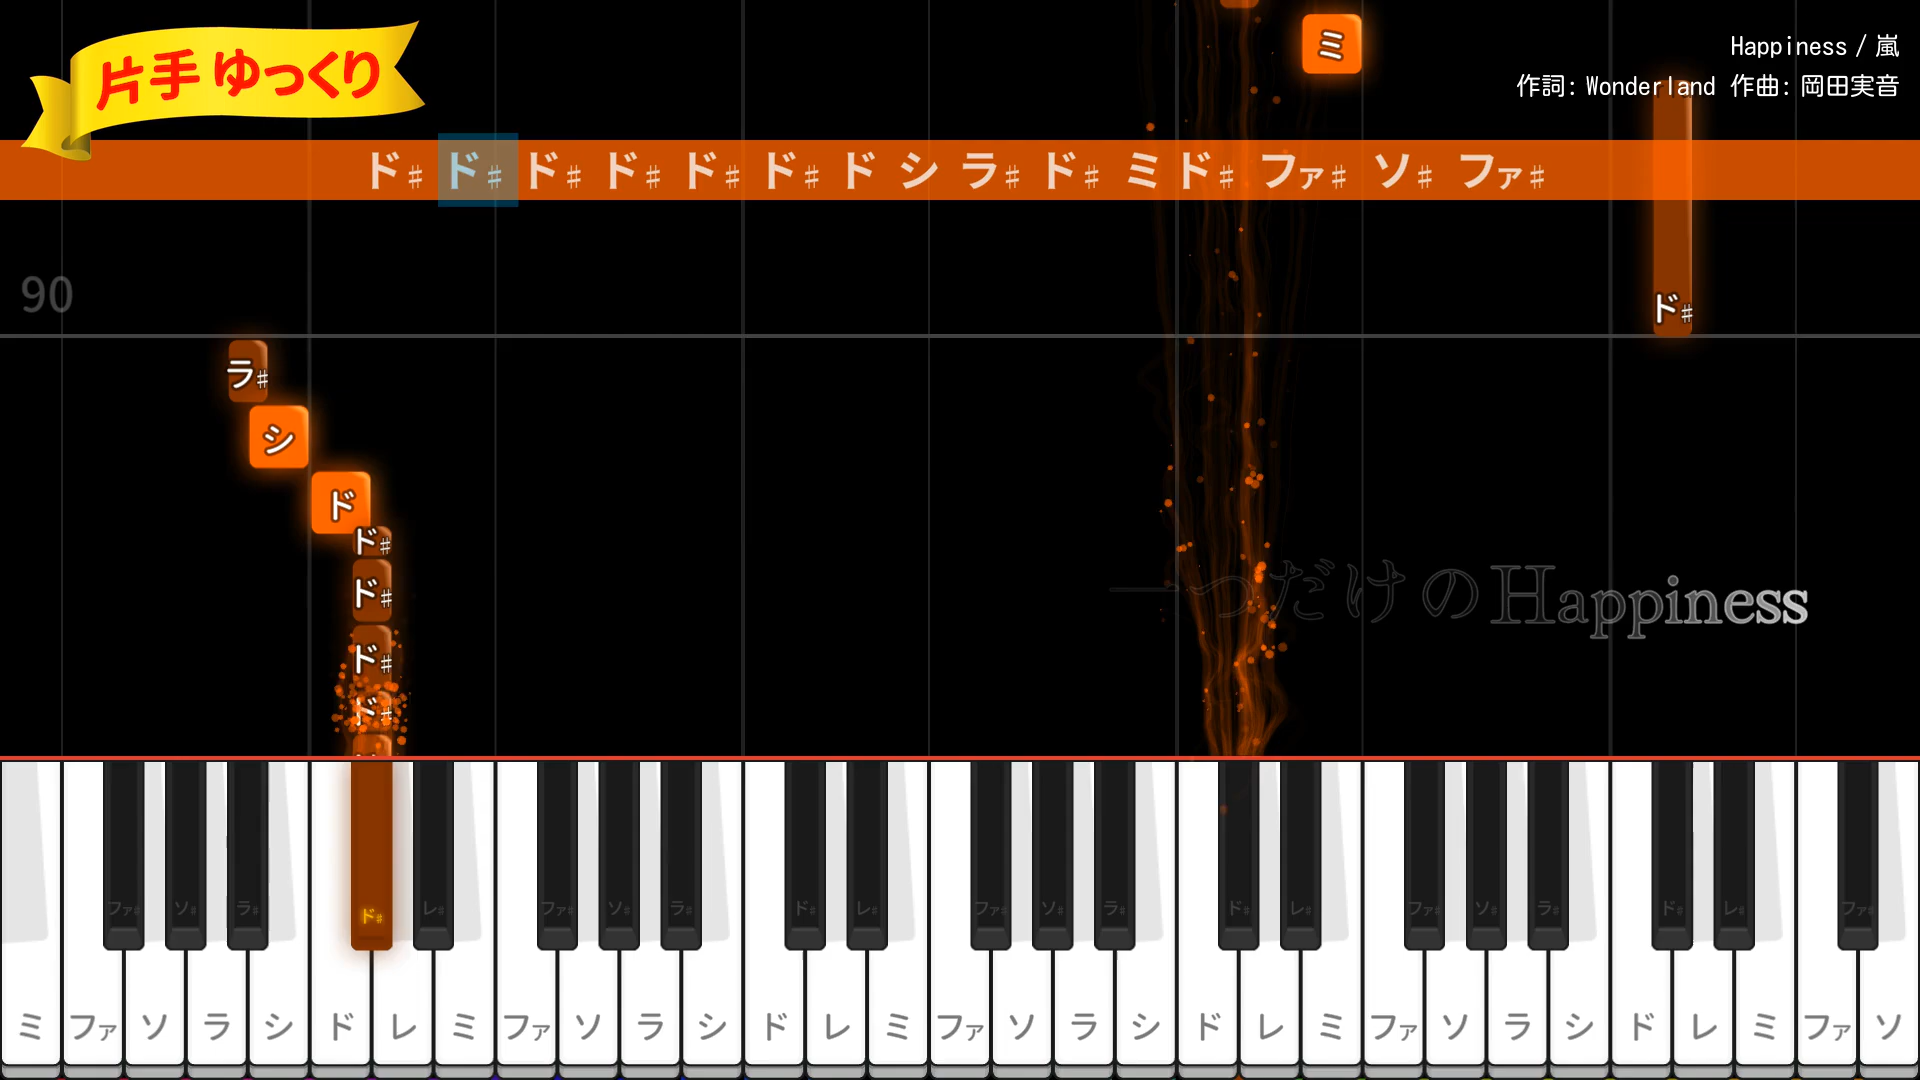 片手 ゆっくり
ミ
Happiness / 嵐
作詞: Wonderland 作曲: 岡田実音
ド♯ ド♯ ド♯ ド♯ ド♯ ド♯ ド シ ラ♯ ド♯ ミ ド♯ ファ♯ ソ♯ ファ♯
90
ド♯
ラ♯
シ
ド
ド♯
ド♯
一つだけのHappiness
ド♯
ド♯
ファ♯ ソ♯ ラ♯ ド♯ レ♯ ファ♯ ソ♯ ラ♯ ド♯ レ♯ ファ♯ ソ♯ ラ♯ ド♯ レ♯ ファ♯ ソ♯ ラ♯ ド♯ レ♯ ファ♯
ミ ファ ソ ラ シ ド レ ミ ファ ソ ラ シ ド レ ミ ファ ソ ラ シ ド レ ミ ファ ソ ラ シ ド レ ミ ファ ソ